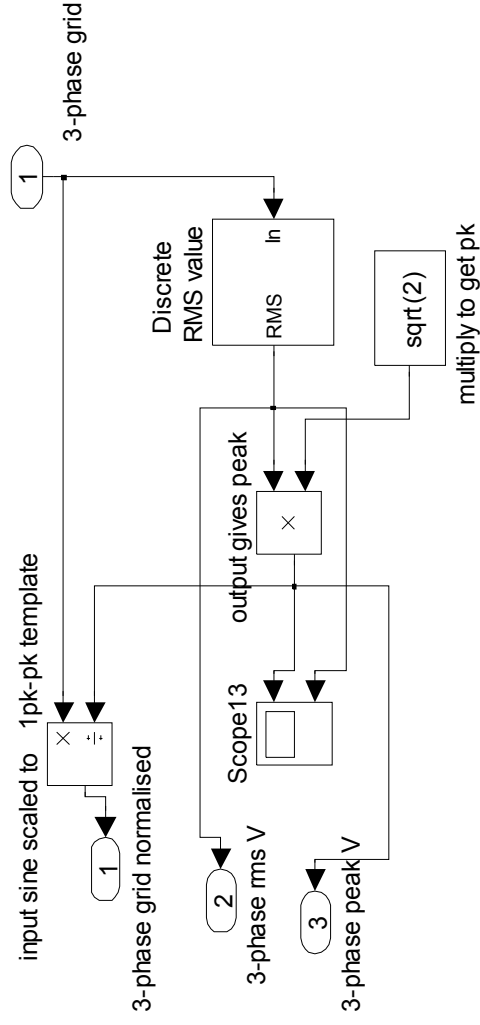 1
3-phase grid
Discrete
RMS value
In
RMS
sqrt(2)
multiply to get pk
output gives peak
×
Scope13
input sine scaled to 1pk-pk template
×
÷
1
3-phase grid normalised
2
3-phase rms V
3
3-phase peak V